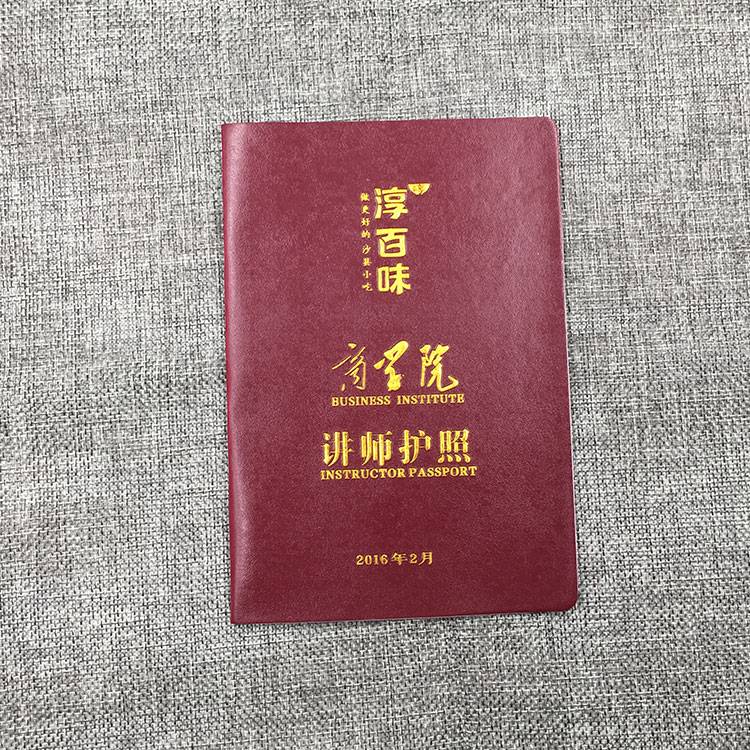 淳百味
做更好的沙县小吃
商学院
BUSINESS INSTITUTE
讲师护照
INSTRUCTOR PASSPORT
2016年2月